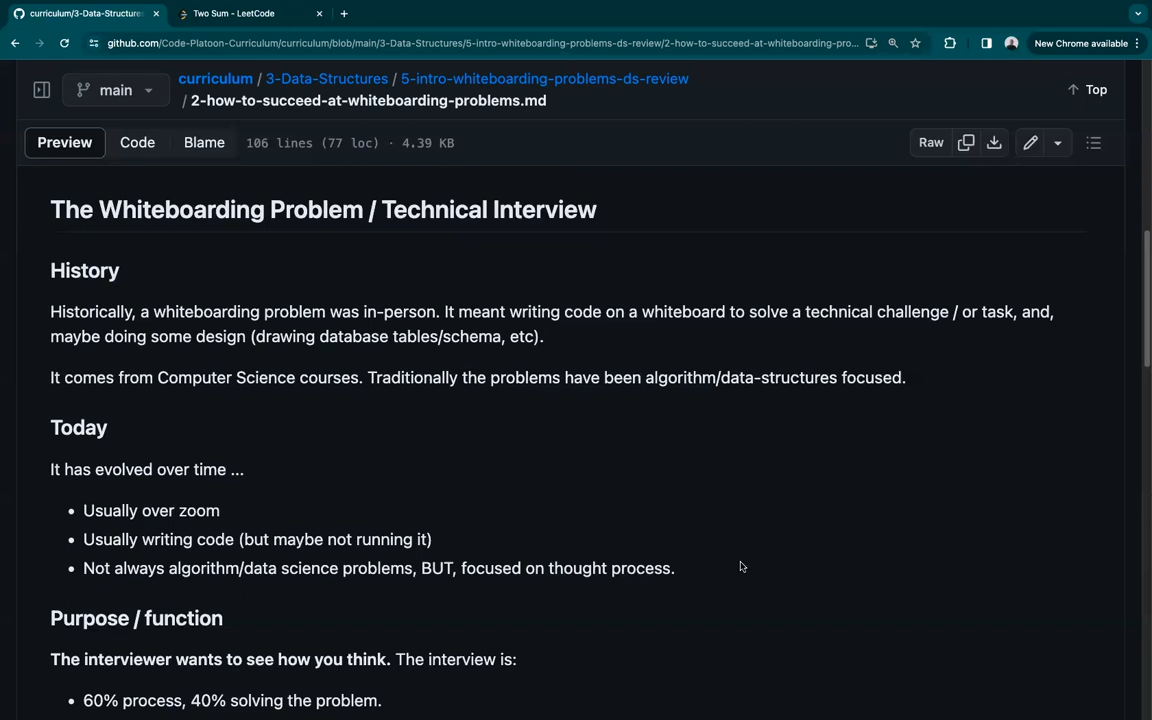 curriculum/3-Data-Structure
Two Sum - LeetCode
github.com/Code-Platoon-Curriculum/curriculum/blob/main/3-Data-Structures/5-intro-whiteboarding-problems-ds-review/2-how-to-succeed-at-whiteboarding-pro...
New Chrome available
main
curriculum / 3-Data-Structures / 5-intro-whiteboarding-problems-ds-review
/ 2-how-to-succeed-at-whiteboarding-problems.md
Top
Preview
Code
Blame
106 lines (77 loc) · 4.39 KB
Raw
The Whiteboarding Problem / Technical Interview
History
Historically, a whiteboarding problem was in-person. It meant writing code on a whiteboard to solve a technical challenge / or task, and,
maybe doing some design (drawing database tables/schema, etc).
It comes from Computer Science courses. Traditionally the problems have been algorithm/data-structures focused.
Today
It has evolved over time ...
• Usually over zoom
• Usually writing code (but maybe not running it)
• Not always algorithm/data science problems, BUT, focused on thought process.
Purpose / function
The interviewer wants to see how you think. The interview is:
• 60% process, 40% solving the problem.